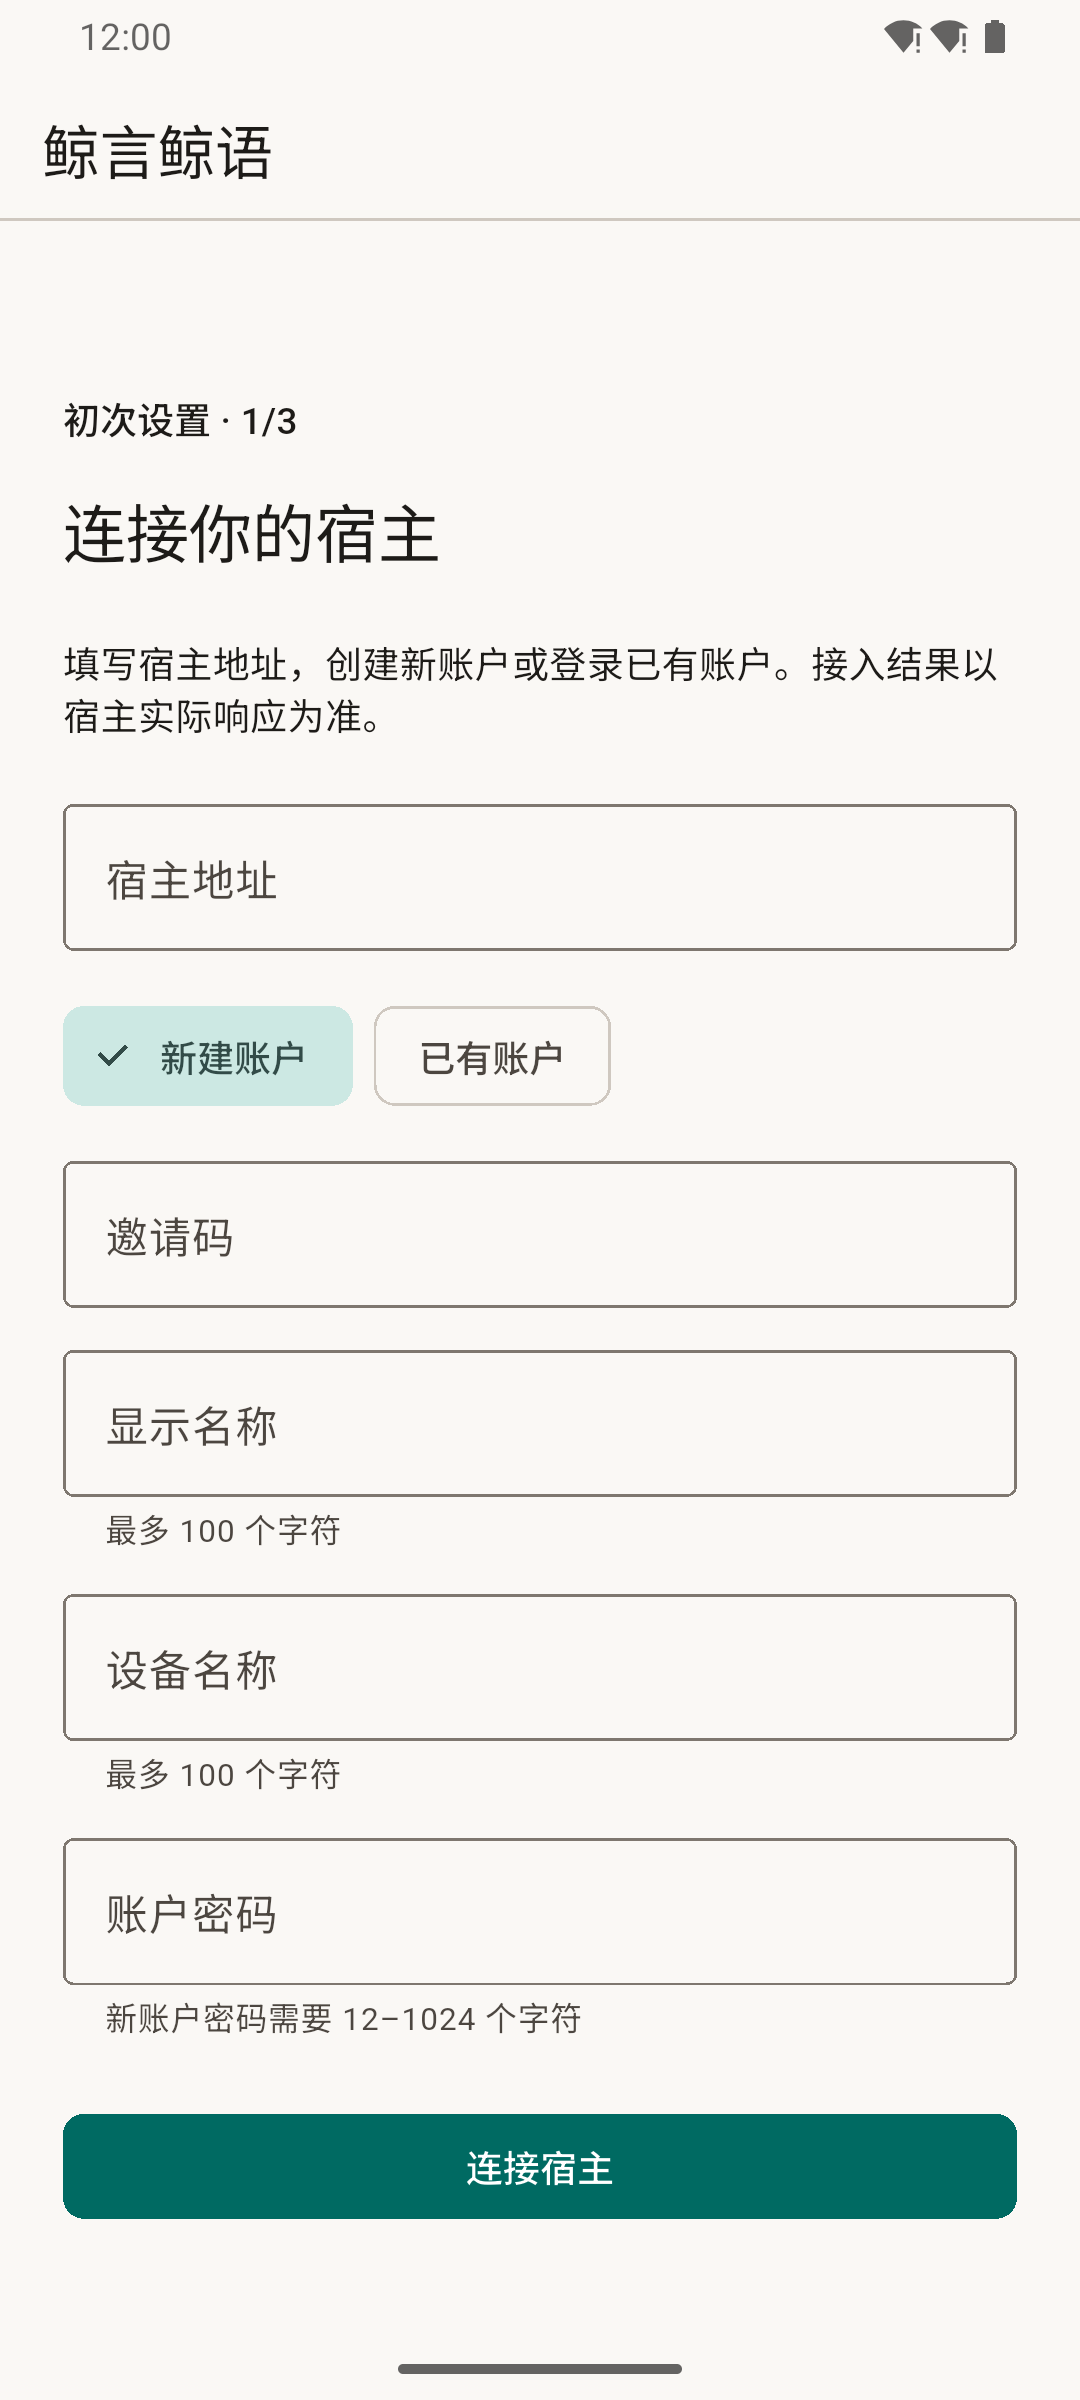 12:00
鲸言鲸语
初次设置 · 1/3
连接你的宿主
填写宿主地址，创建新账户或登录已有账户。接入结果以
宿主实际响应为准。
宿主地址
新建账户
已有账户
邀请码
显示名称
最多 100 个字符
设备名称
最多 100 个字符
账户密码
新账户密码需要 12–1024 个字符
连接宿主